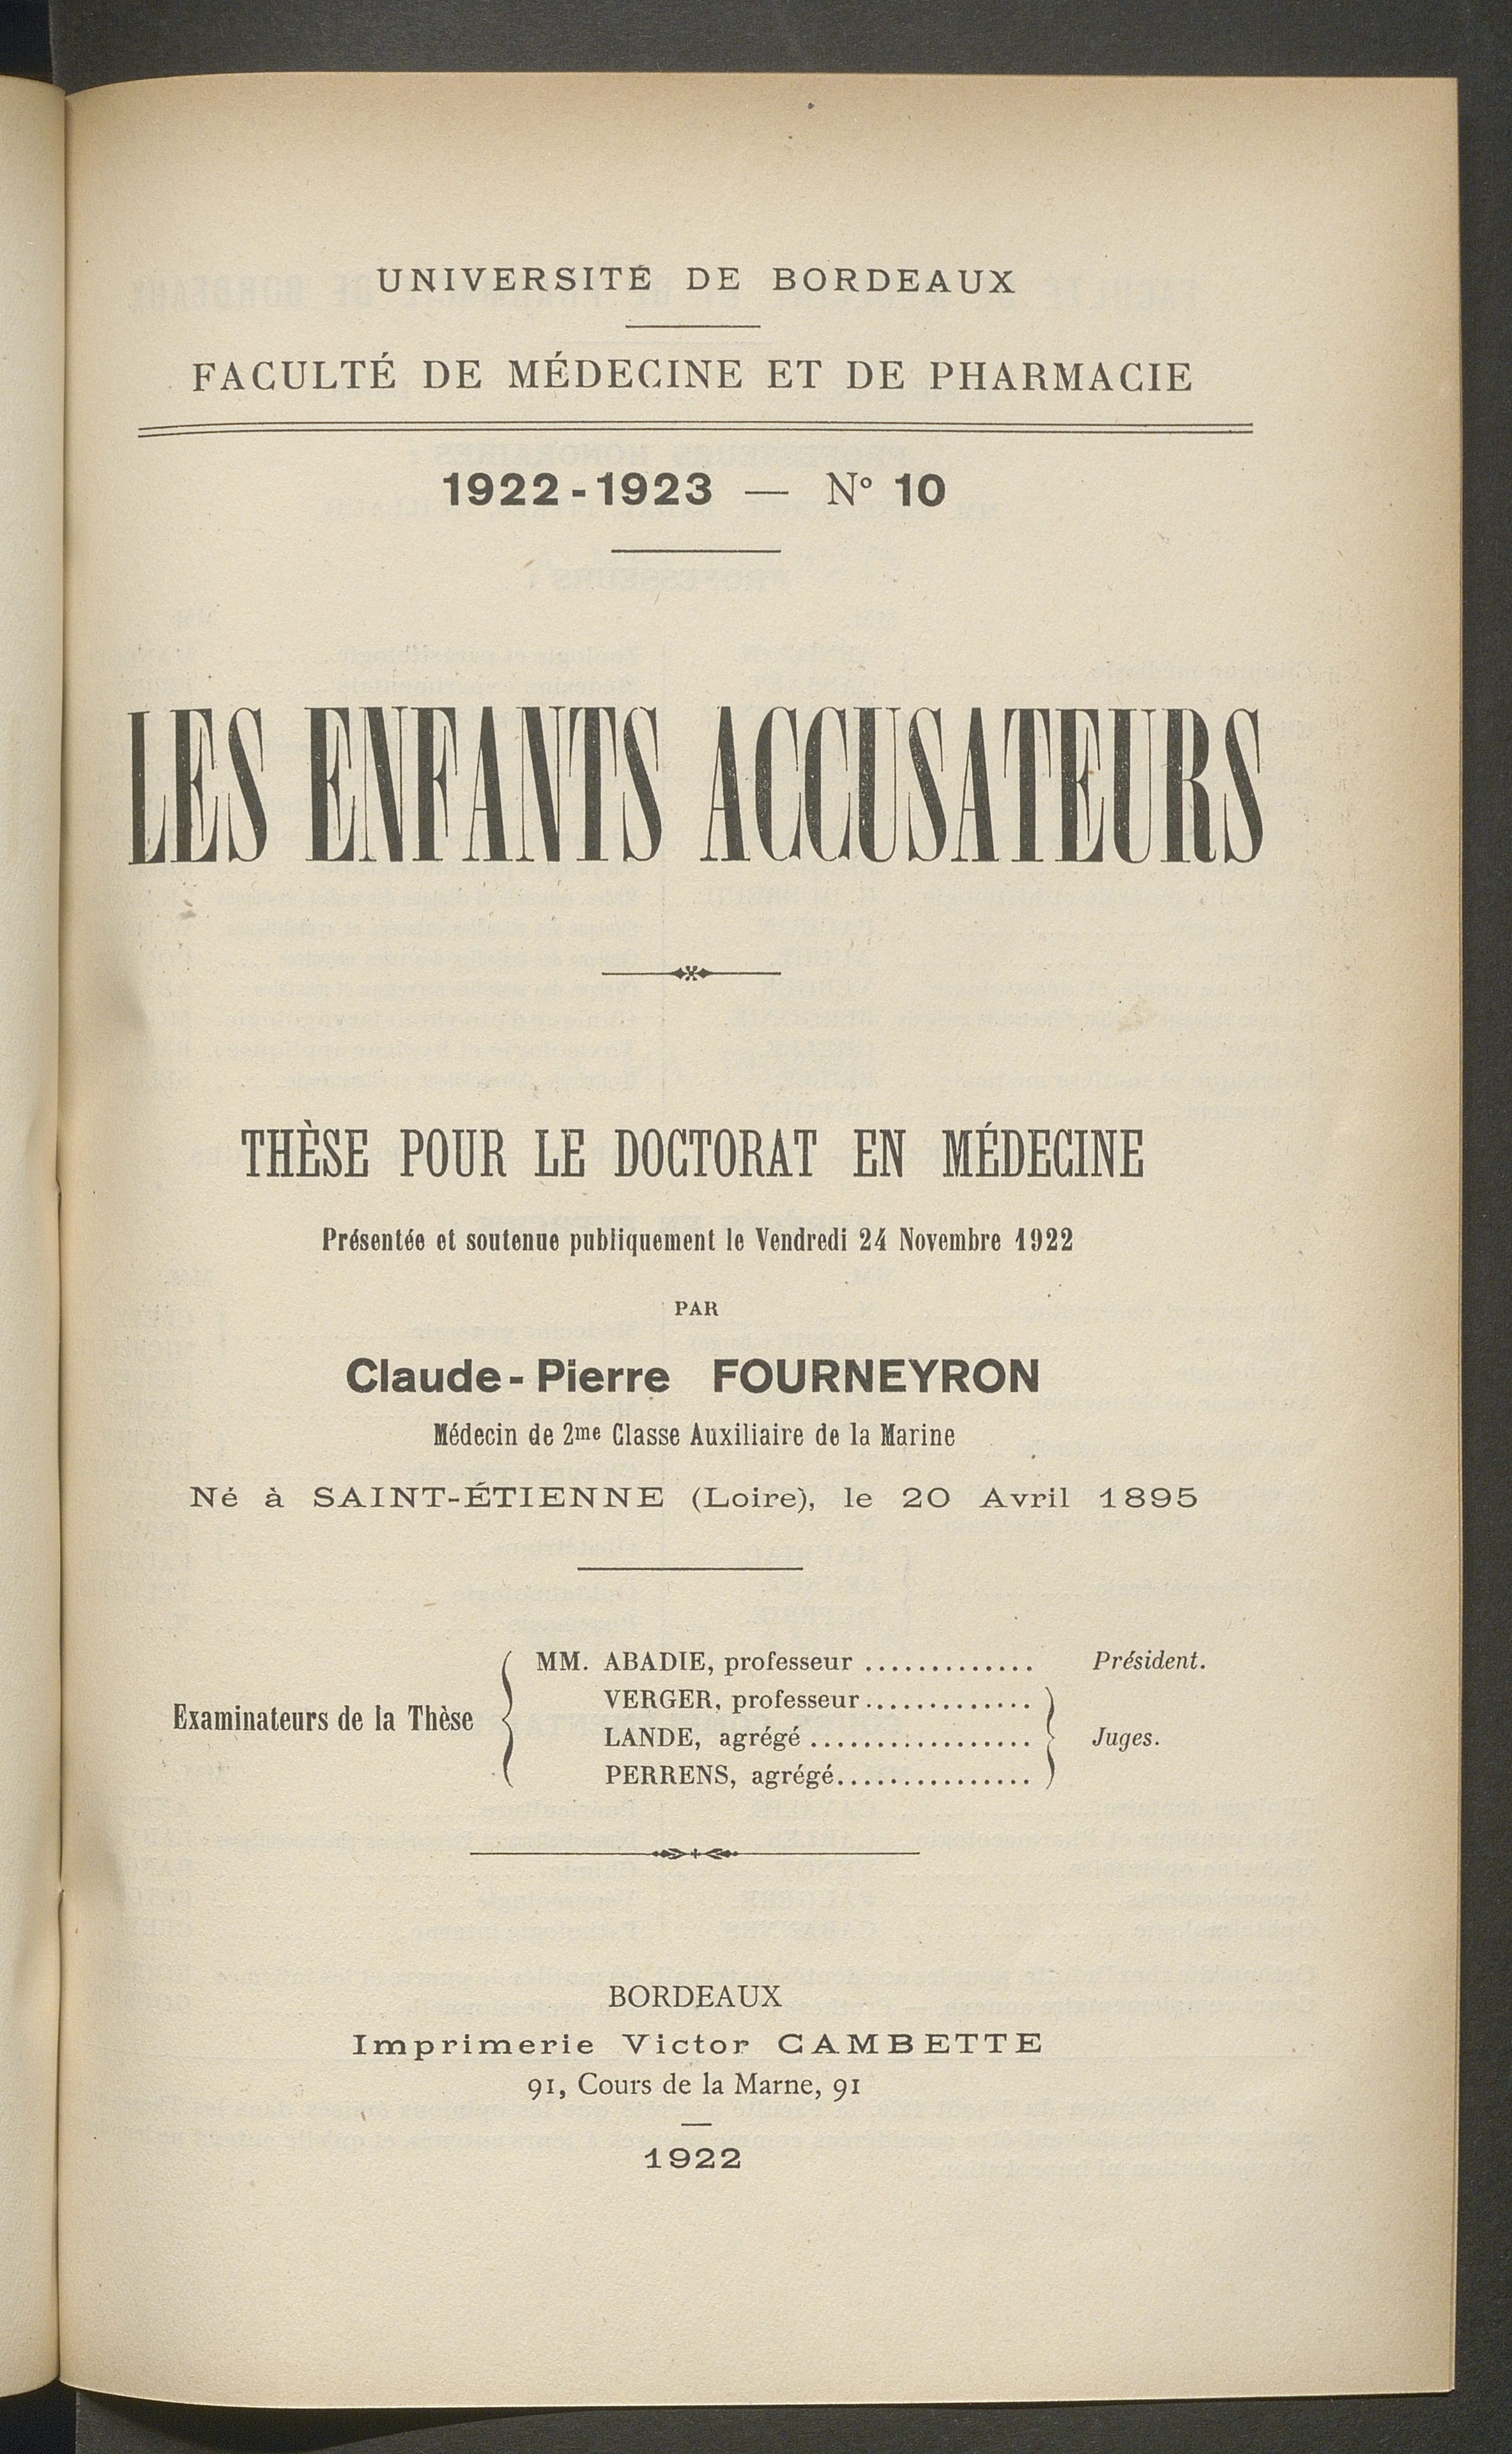 UNIVERSITÉ DE BORDEAUX
FACULTÉ DE MÉDECINE ET DE PHARMACIE
1922-1923 — N° 10
LES ENFANTS ACCUSATEURS
THÈSE POUR LE DOCTORAT EN MÉDECINE
Présentée et soutenue publiquement le Vendredi 24 Novembre 1922
PAR
Claude-Pierre FOURNEYRON
Médecin de 2me Classe Auxiliaire de la Marine
Né à SAINT-ÉTIENNE (Loire), le 20 Avril 1895
Examinateurs de la Thèse
MM. ABADIE, professeur ............. Président.
VERGER, professeur.............
LANDE, agrégé ................. Juges.
PERRENS, agrégé...............
BORDEAUX
Imprimerie Victor CAMBETTE
91, Cours de la Marne, 91
1922